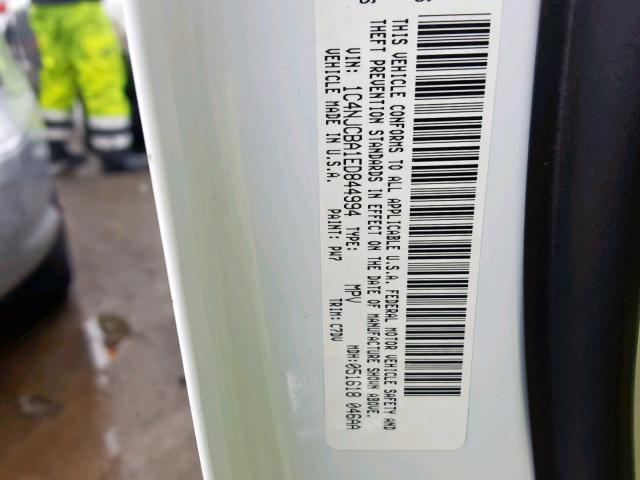 THIS VEHICLE CONFORMS TO ALL APPLICABLE U.S.A. FEDERAL MOTOR VEHICLE SAFETY AND
THEFT PREVENTION STANDARDS IN EFFECT ON THE DATE OF MANUFACTURE SHOWN ABOVE.
VIN: 1C4NJCBA1ED844994 TYPE: MPV MDH:051618 046AA
VEHICLE MADE IN U.S.A. PAINT: PW7 TRIM: C7DV